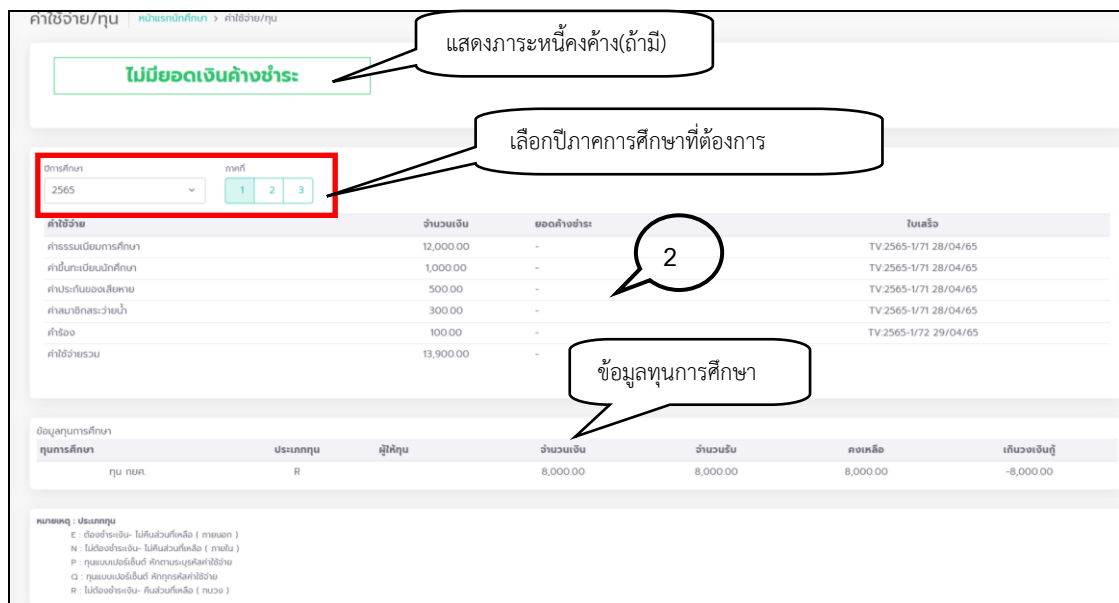 ค่าใช้จ่าย/ทุน หน้าแรกนักศึกษา > ค่าใช้จ่าย/ทุน
แสดงภาระหนี้คงค้าง(ถ้ามี)
ไม่มียอดเงินค้างชำระ
เลือกปีภาคการศึกษาที่ต้องการ
ปีการศึกษา ภาคที่
2565 1 2 3
ค่าใช้จ่าย จำนวนเงิน ยอดค้างชำระ ใบเสร็จ
ค่าธรรมเนียมการศึกษา 12,000.00 - TV:2565-1/71 28/04/65
ค่าขึ้นทะเบียนนักศึกษา 1,000.00 - TV:2565-1/71 28/04/65
ค่าประกันของเสียหาย 500.00 - TV:2565-1/71 28/04/65
ค่าสมาชิกสระว่ายน้ำ 300.00 - TV:2565-1/71 28/04/65
คำร้อง 100.00 - TV:2565-1/72 29/04/65
ค่าใช้จ่ายรวม 13,900.00 -
2
ข้อมูลทุนการศึกษา
ข้อมูลทุนการศึกษา
ทุนการศึกษา ประเภททุน ผู้ให้ทุน จำนวนเงิน จำนวนรับ คงเหลือ เกินวงเงินกู้
ทุน กยศ. R 8,000.00 8,000.00 8,000.00 -8,000.00
หมายเหตุ : ประเภททุน
E : ต้องชำระเงิน- ไม่คืนส่วนที่เหลือ ( ภายนอก )
N : ไม่ต้องชำระเงิน- ไม่คืนส่วนที่เหลือ ( ภายใน )
P : ทุนแบบเปอร์เซ็นต์ หักตามระบุรหัสค่าใช้จ่าย
Q : ทุนแบบเปอร์เซ็นต์ หักทุกรหัสค่าใช้จ่าย
R : ไม่ต้องชำระเงิน- คืนส่วนที่เหลือ ( ทบวง )